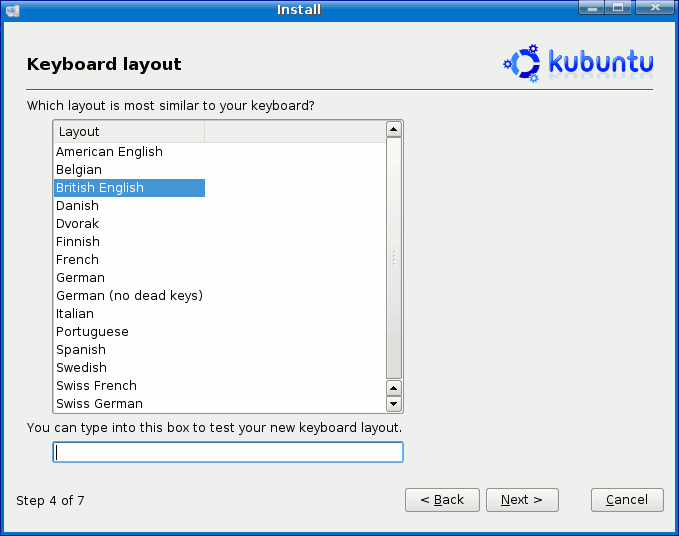 Install
Keyboard layout
kubuntu
Which layout is most similar to your keyboard?
Layout
American English
Belgian
British English
Danish
Dvorak
Finnish
French
German
German (no dead keys)
Italian
Portuguese
Spanish
Swedish
Swiss French
Swiss German
You can type into this box to test your new keyboard layout.
Step 4 of 7 < Back Next > Cancel